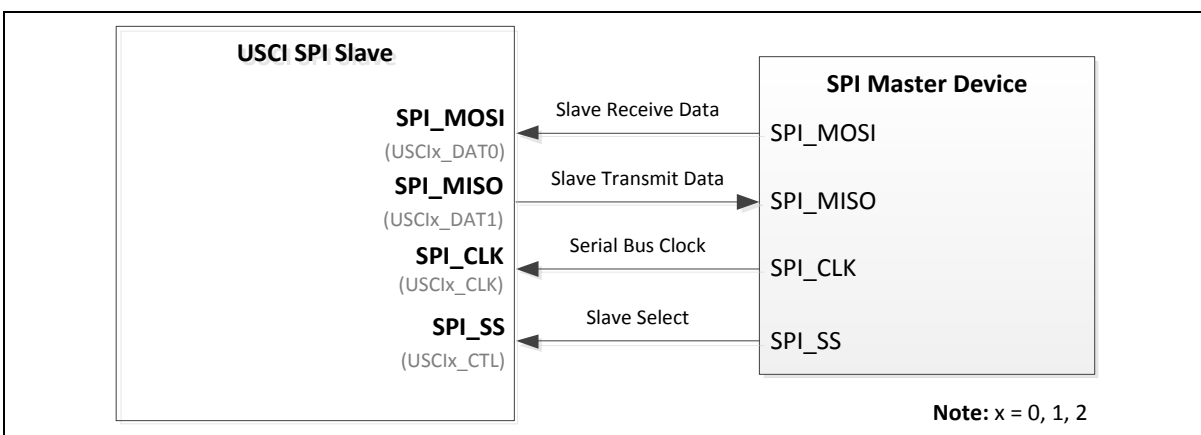 USCI SPI Slave
SPI Master Device
SPI_MOSI
(USCIx_DAT0)
Slave Receive Data
SPI_MOSI
SPI_MISO
(USCIx_DAT1)
Slave Transmit Data
SPI_MISO
SPI_CLK
(USCIx_CLK)
Serial Bus Clock
SPI_CLK
SPI_SS
(USCIx_CTL)
Slave Select
SPI_SS
Note: x = 0, 1, 2